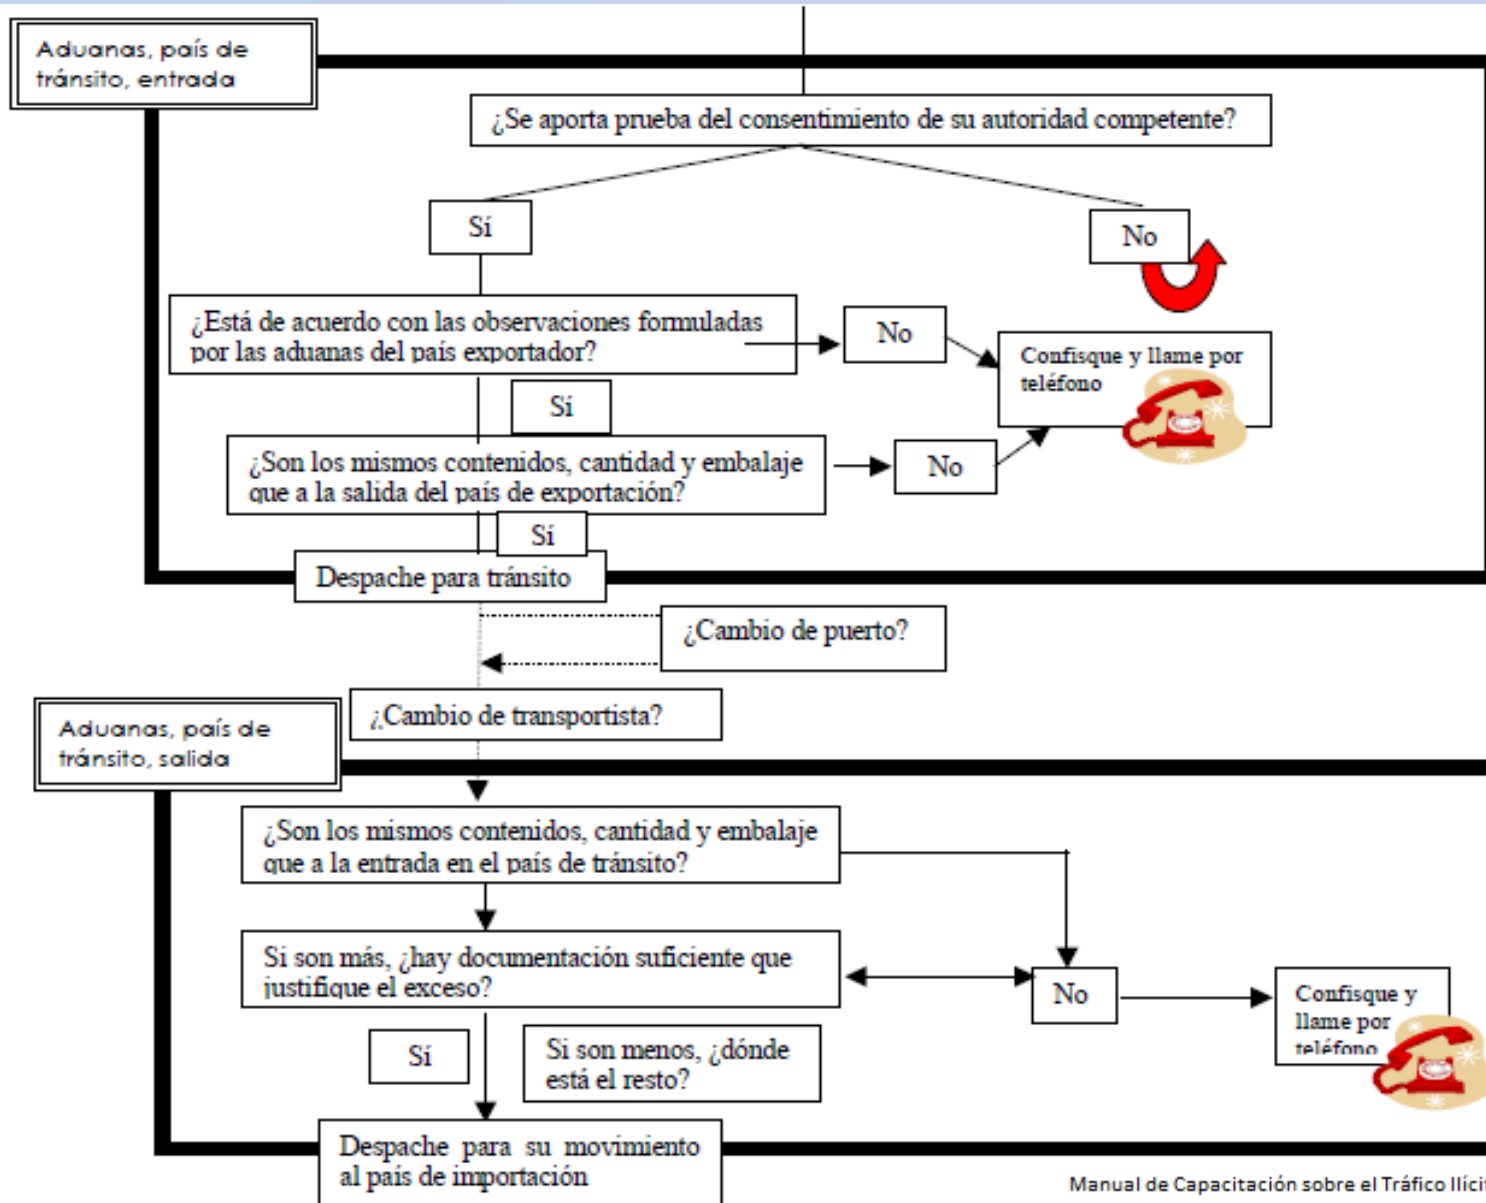 Aduanas, país de
tránsito, entrada
¿Se aporta prueba del consentimiento de su autoridad competente?
Sí
No
¿Está de acuerdo con las observaciones formuladas
por las aduanas del país exportador?
No
Confisque y llame por
teléfono
Sí
¿Son los mismos contenidos, cantidad y embalaje
que a la salida del país de exportación?
No
Sí
Despache para tránsito
¿Cambio de puerto?
¿Cambio de transportista?
Aduanas, país de
tránsito, salida
¿Son los mismos contenidos, cantidad y embalaje
que a la entrada en el país de tránsito?
Si son más, ¿hay documentación suficiente que
justifique el exceso?
No
Confisque y
llame por
teléfono
Sí
Si son menos, ¿dónde
está el resto?
Despache para su movimiento
al país de importación
Manual de Capacitación sobre el Tráfico Ilícit